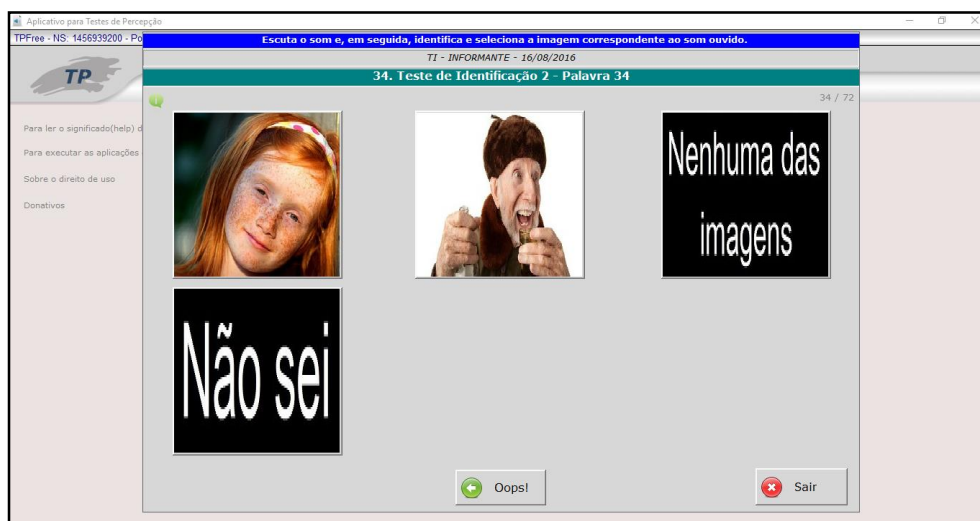 Aplicativo para Testes de Percepção
TPFree - NS: 1456939200 - Po
Escuta o som e, em seguida, identifica e seleciona a imagem correspondente ao som ouvido.
TI - INFORMANTE - 16/08/2016
TP
34. Teste de Identificação 2 - Palavra 34
34 / 72
Para ler o significado(help) d
Para executar as aplicações
Sobre o direito de uso
Donativos
Nenhuma das
imagens
Não sei
Oops!
Sair